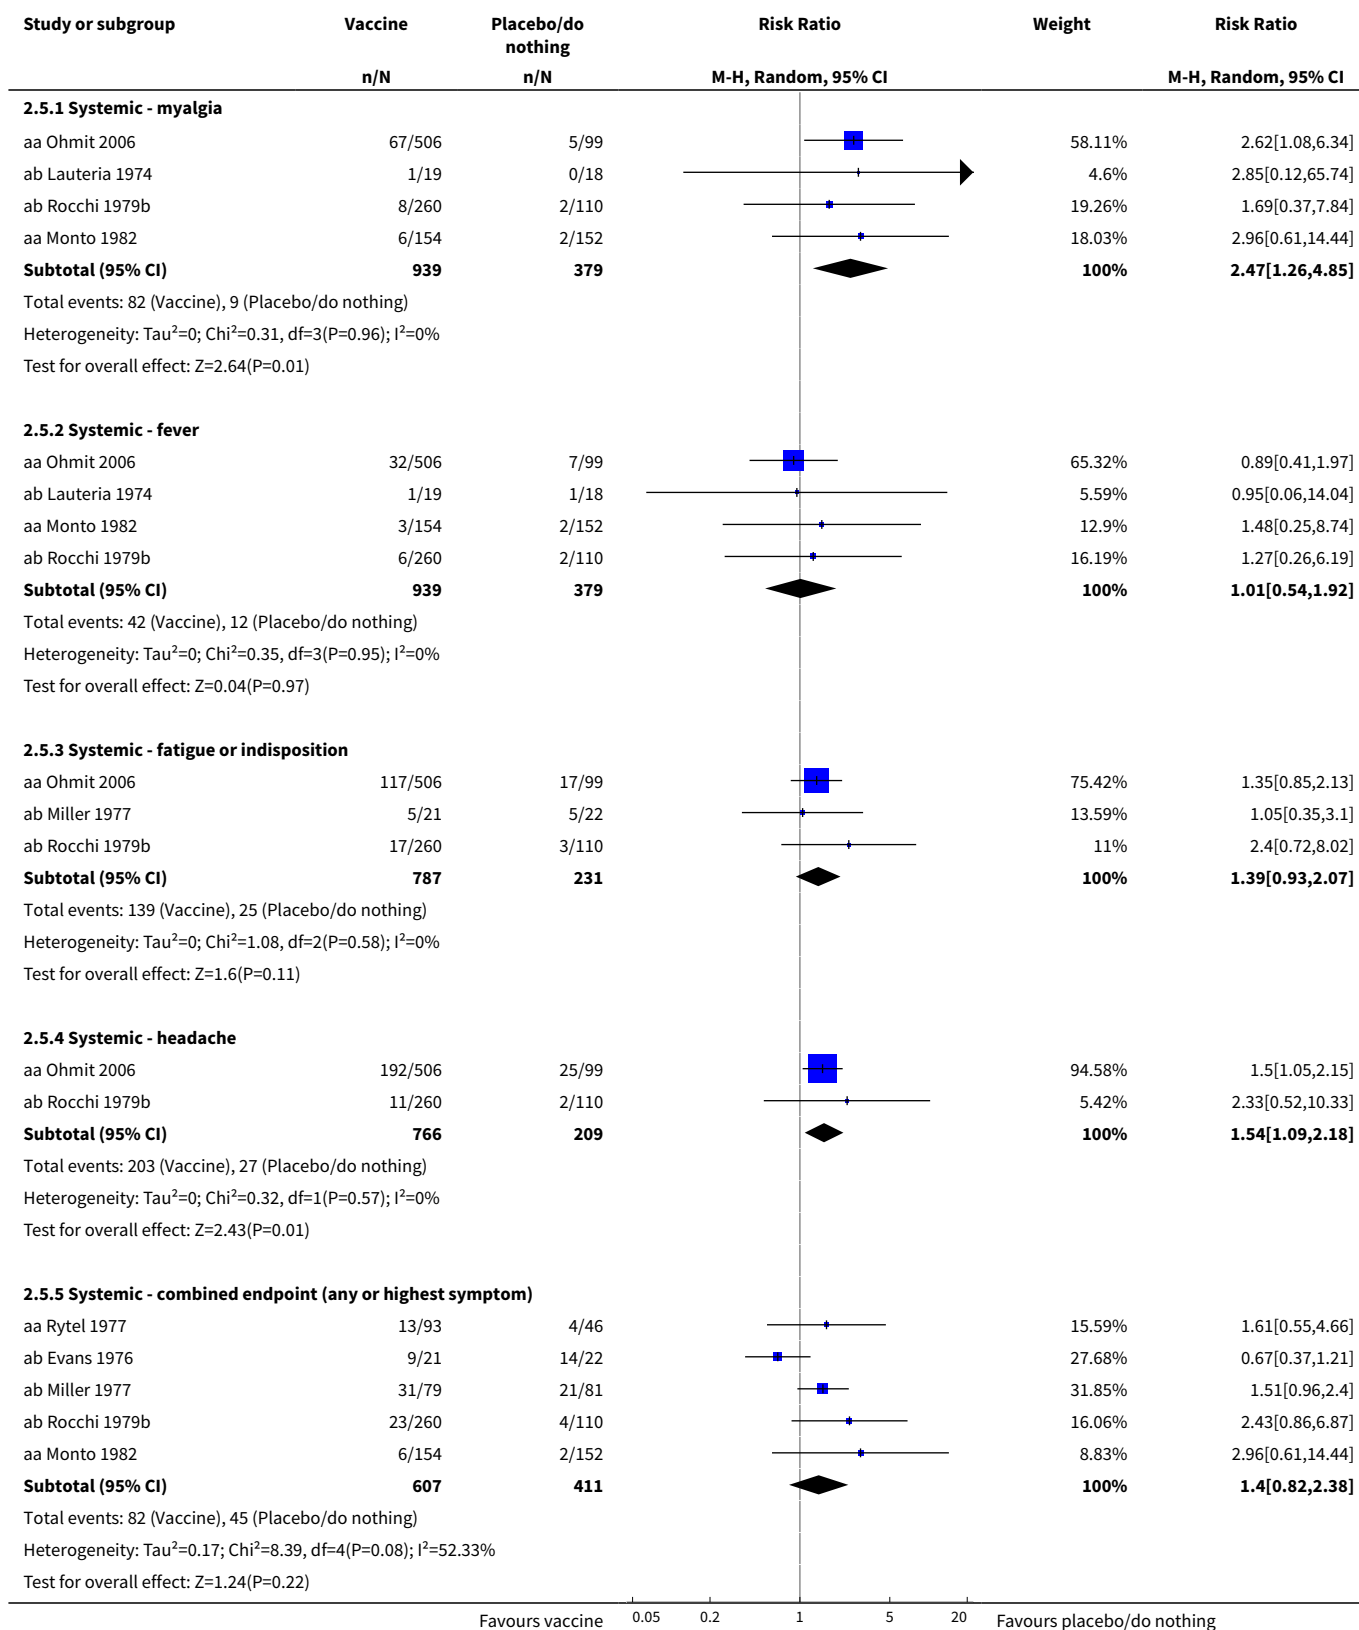 Study or subgroup Vaccine Placebo/do nothing Risk Ratio Weight Risk Ratio
n/N n/N M-H, Random, 95% CI M-H, Random, 95% CI
2.5.1 Systemic - myalgia
aa Ohmit 2006 67/506 5/99 58.11% 2.62[1.08,6.34]
ab Lauteria 1974 1/19 0/18 4.6% 2.85[0.12,65.74]
ab Rocchi 1979b 8/260 2/110 19.26% 1.69[0.37,7.84]
aa Monto 1982 6/154 2/152 18.03% 2.96[0.61,14.44]
Subtotal (95% CI) 939 379 100% 2.47[1.26,4.85]
Total events: 82 (Vaccine), 9 (Placebo/do nothing)
Heterogeneity: Tau²=0; Chi²=0.31, df=3(P=0.96); I²=0%
Test for overall effect: Z=2.64(P=0.01)
2.5.2 Systemic - fever
aa Ohmit 2006 32/506 7/99 65.32% 0.89[0.41,1.97]
ab Lauteria 1974 1/19 1/18 5.59% 0.95[0.06,14.04]
aa Monto 1982 3/154 2/152 12.9% 1.48[0.25,8.74]
ab Rocchi 1979b 6/260 2/110 16.19% 1.27[0.26,6.19]
Subtotal (95% CI) 939 379 100% 1.01[0.54,1.92]
Total events: 42 (Vaccine), 12 (Placebo/do nothing)
Heterogeneity: Tau²=0; Chi²=0.35, df=3(P=0.95); I²=0%
Test for overall effect: Z=0.04(P=0.97)
2.5.3 Systemic - fatigue or indisposition
aa Ohmit 2006 117/506 17/99 75.42% 1.35[0.85,2.13]
ab Miller 1977 5/21 5/22 13.59% 1.05[0.35,3.1]
ab Rocchi 1979b 17/260 3/110 11% 2.4[0.72,8.02]
Subtotal (95% CI) 787 231 100% 1.39[0.93,2.07]
Total events: 139 (Vaccine), 25 (Placebo/do nothing)
Heterogeneity: Tau²=0; Chi²=1.08, df=2(P=0.58); I²=0%
Test for overall effect: Z=1.6(P=0.11)
2.5.4 Systemic - headache
aa Ohmit 2006 192/506 25/99 94.58% 1.5[1.05,2.15]
ab Rocchi 1979b 11/260 2/110 5.42% 2.33[0.52,10.33]
Subtotal (95% CI) 766 209 100% 1.54[1.09,2.18]
Total events: 203 (Vaccine), 27 (Placebo/do nothing)
Heterogeneity: Tau²=0; Chi²=0.32, df=1(P=0.57); I²=0%
Test for overall effect: Z=2.43(P=0.01)
2.5.5 Systemic - combined endpoint (any or highest symptom)
aa Rytel 1977 13/93 4/46 15.59% 1.61[0.55,4.66]
ab Evans 1976 9/21 14/22 27.68% 0.67[0.37,1.21]
ab Miller 1977 31/79 21/81 31.85% 1.51[0.96,2.4]
ab Rocchi 1979b 23/260 4/110 16.06% 2.43[0.86,6.87]
aa Monto 1982 6/154 2/152 8.83% 2.96[0.61,14.44]
Subtotal (95% CI) 607 411 100% 1.4[0.82,2.38]
Total events: 82 (Vaccine), 45 (Placebo/do nothing)
Heterogeneity: Tau²=0.17; Chi²=8.39, df=4(P=0.08); I²=52.33%
Test for overall effect: Z=1.24(P=0.22)
Favours vaccine 0.05 0.2 1 5 20 Favours placebo/do nothing